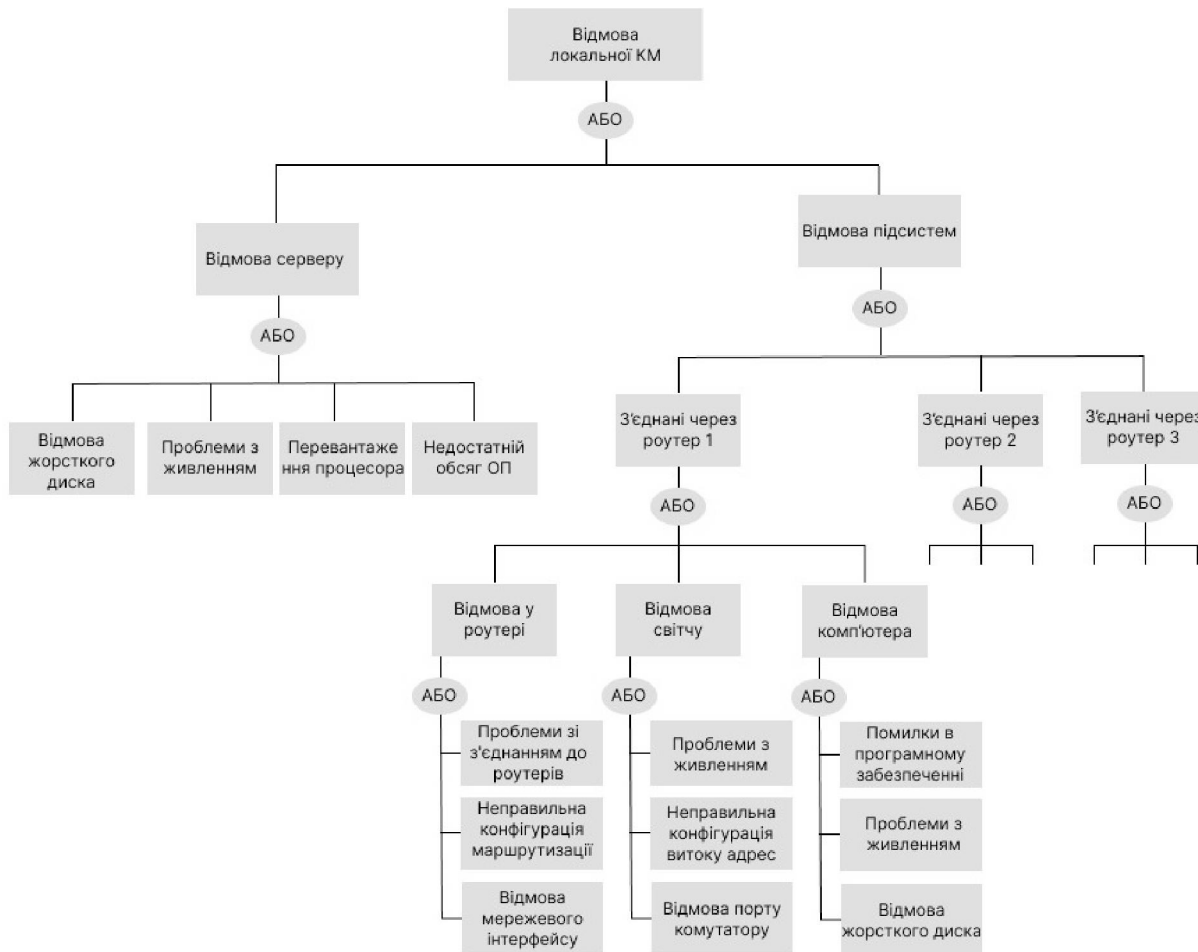 Відмова
локальної КМ
АБО
Відмова серверу
Відмова підсистем
АБО
АБО
Відмова
жорсткого
диска
Проблеми з
живленням
Перевантаже
ння процесора
Недостатній
обсяг ОП
З'єднані через
роутер 1
З'єднані через
роутер 2
З'єднані через
роутер 3
АБО
АБО
АБО
Відмова у
роутері
Відмова
світчу
Відмова
комп'ютера
АБО
АБО
АБО
Проблеми зі
з'єднанням до
роутерів
Неправильна
конфігурація
маршрутизації
Відмова
мережевого
інтерфейсу
Проблеми з
живленням
Неправильна
конфігурація
витоку адрес
Відмова порту
комутатору
Помилки в
програмному
забезпеченні
Проблеми з
живленням
Відмова
жорсткого диска